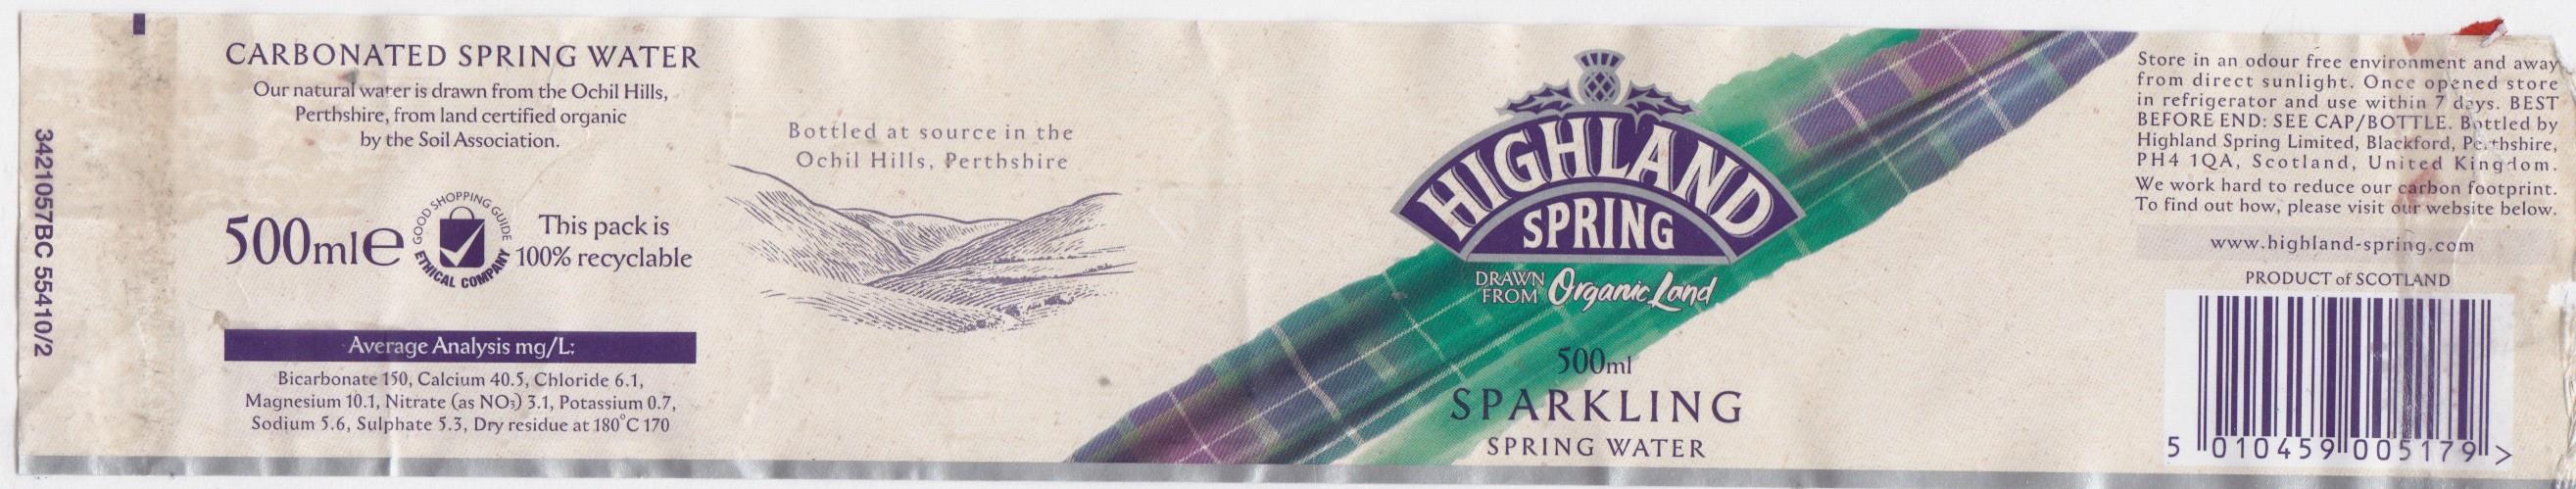 3421057BC 55410/2
CARBONATED SPRING WATER
Our natural water is drawn from the Ochil Hills,
Perthshire, from land certified organic
by the Soil Association.
500ml e
GOOD SHOPPING GUIDE
ETHICAL COMPANY
This pack is
100% recyclable
Average Analysis mg/L:
Bicarbonate 150, Calcium 40.5, Chloride 6.1,
Magnesium 10.1, Nitrate (as NO₃) 3.1, Potassium 0.7,
Sodium 5.6, Sulphate 5.3, Dry residue at 180°C 170
Bottled at source in the
Ochil Hills, Perthshire
HIGHLAND
SPRING
DRAWN
FROM Organic Land
500ml
SPARKLING
SPRING WATER
Store in an odour free environment and away
from direct sunlight. Once opened store
in refrigerator and use within 7 days. BEST
BEFORE END: SEE CAP/BOTTLE. Bottled by
Highland Spring Limited, Blackford, Perthshire,
PH4 1QA, Scotland, United Kingdom.
We work hard to reduce our carbon footprint.
To find out how, please visit our website below.
www.highland-spring.com
PRODUCT of SCOTLAND
5 010459 005179 >